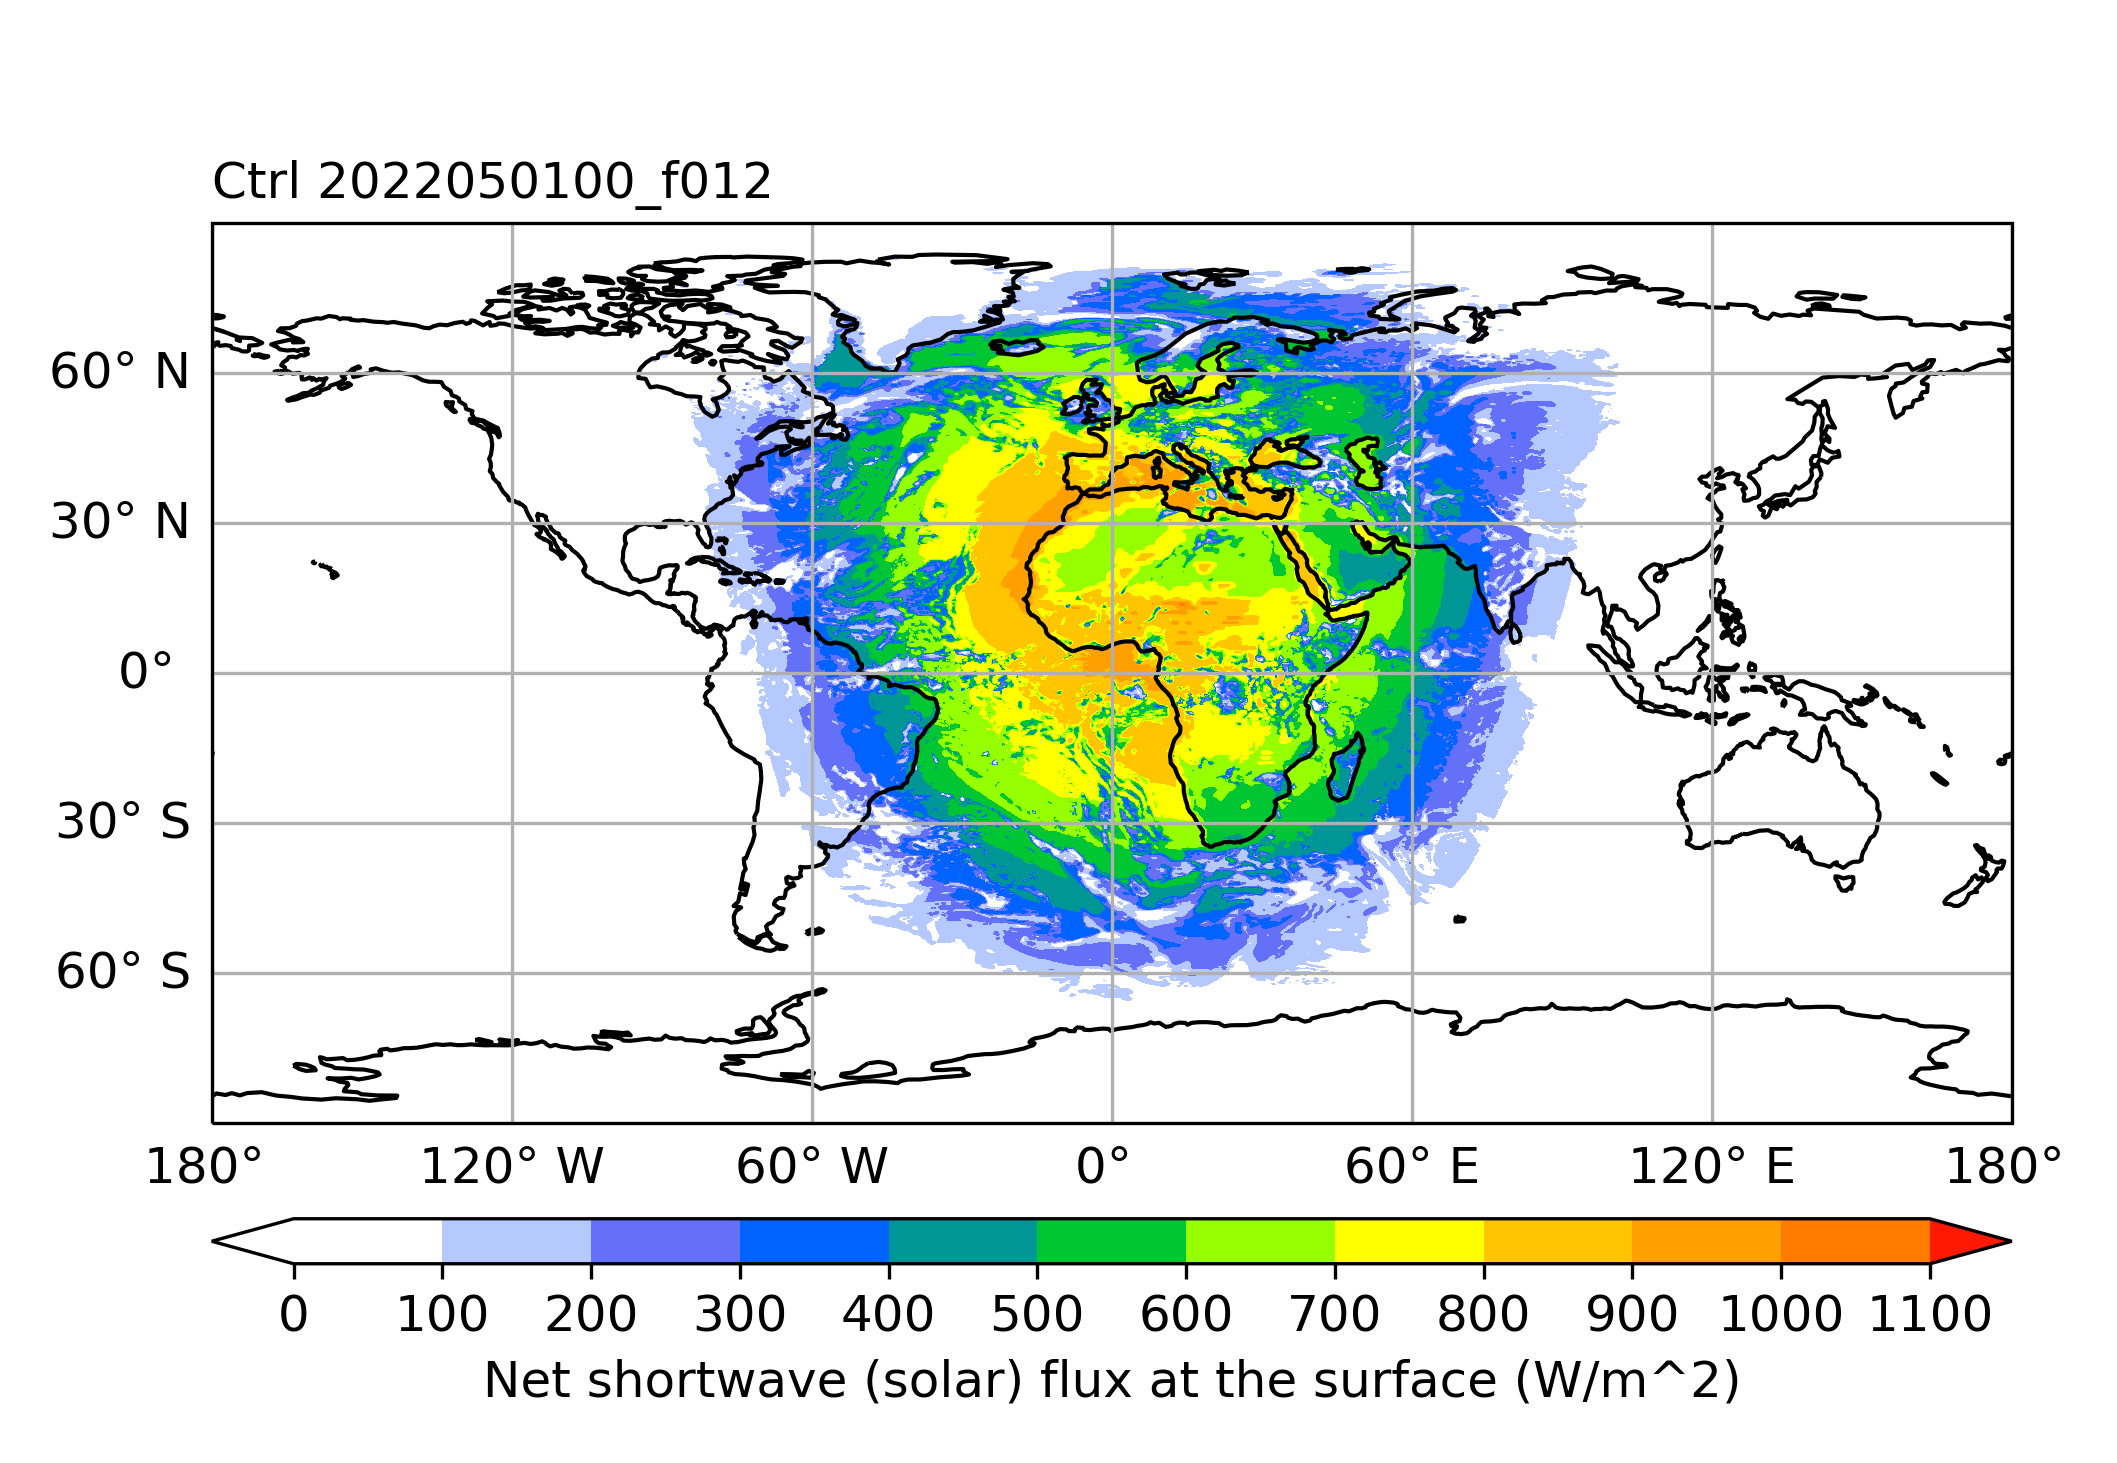 Ctrl 2022050100_f012
60° N
30° N
0°
30° S
60° S
180° 120° W 60° W 0° 60° E 120° E 180°
0 100 200 300 400 500 600 700 800 900 1000 1100
Net shortwave (solar) flux at the surface (W/m^2)